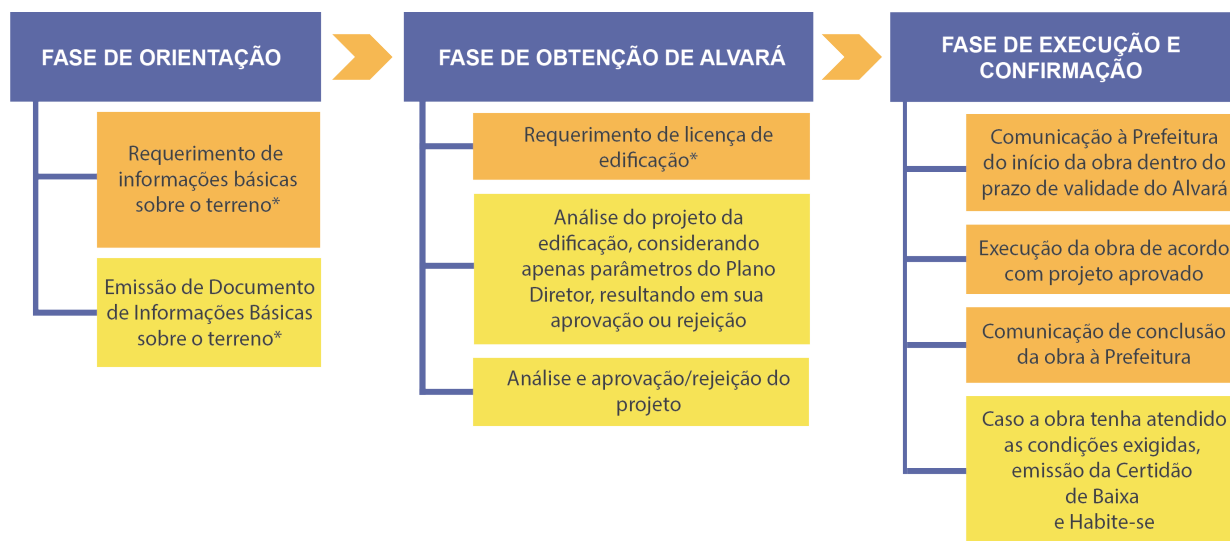 FASE DE ORIENTAÇÃO
Requerimento de
informações básicas
sobre o terreno*
Emissão de Documento
de Informações Básicas
sobre o terreno*
FASE DE OBTENÇÃO DE ALVARÁ
Requerimento de licença de
edificação*
Análise do projeto da
edificação, considerando
apenas parâmetros do Plano
Diretor, resultando em sua
aprovação ou rejeição
Análise e aprovação/rejeição do
projeto
FASE DE EXECUÇÃO E
CONFIRMAÇÃO
Comunicação à Prefeitura
do início da obra dentro do
prazo de validade do Alvará
Execução da obra de acordo
com projeto aprovado
Comunicação de conclusão
da obra à Prefeitura
Caso a obra tenha atendido
as condições exigidas,
emissão da Certidão
de Baixa
e Habite-se